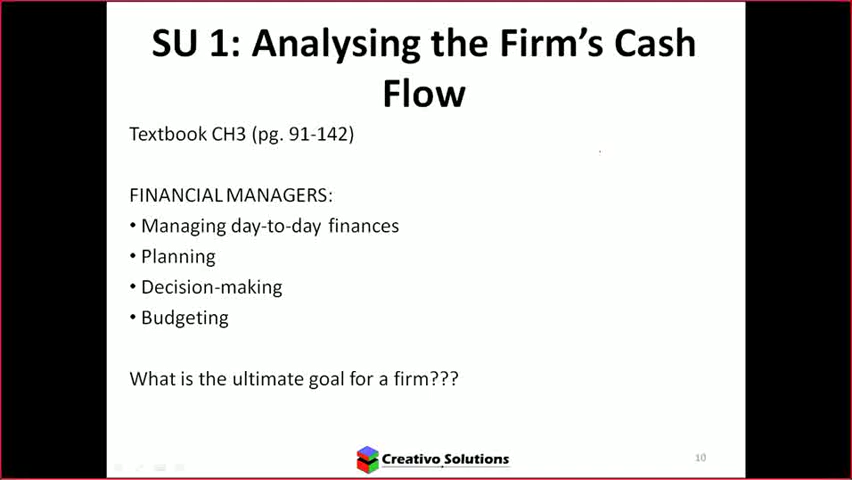 SU 1: Analysing the Firm’s Cash
Flow
Textbook CH3 (pg. 91-142)
FINANCIAL MANAGERS:
• Managing day-to-day finances
• Planning
• Decision-making
• Budgeting
What is the ultimate goal for a firm???
Creativo Solutions
10